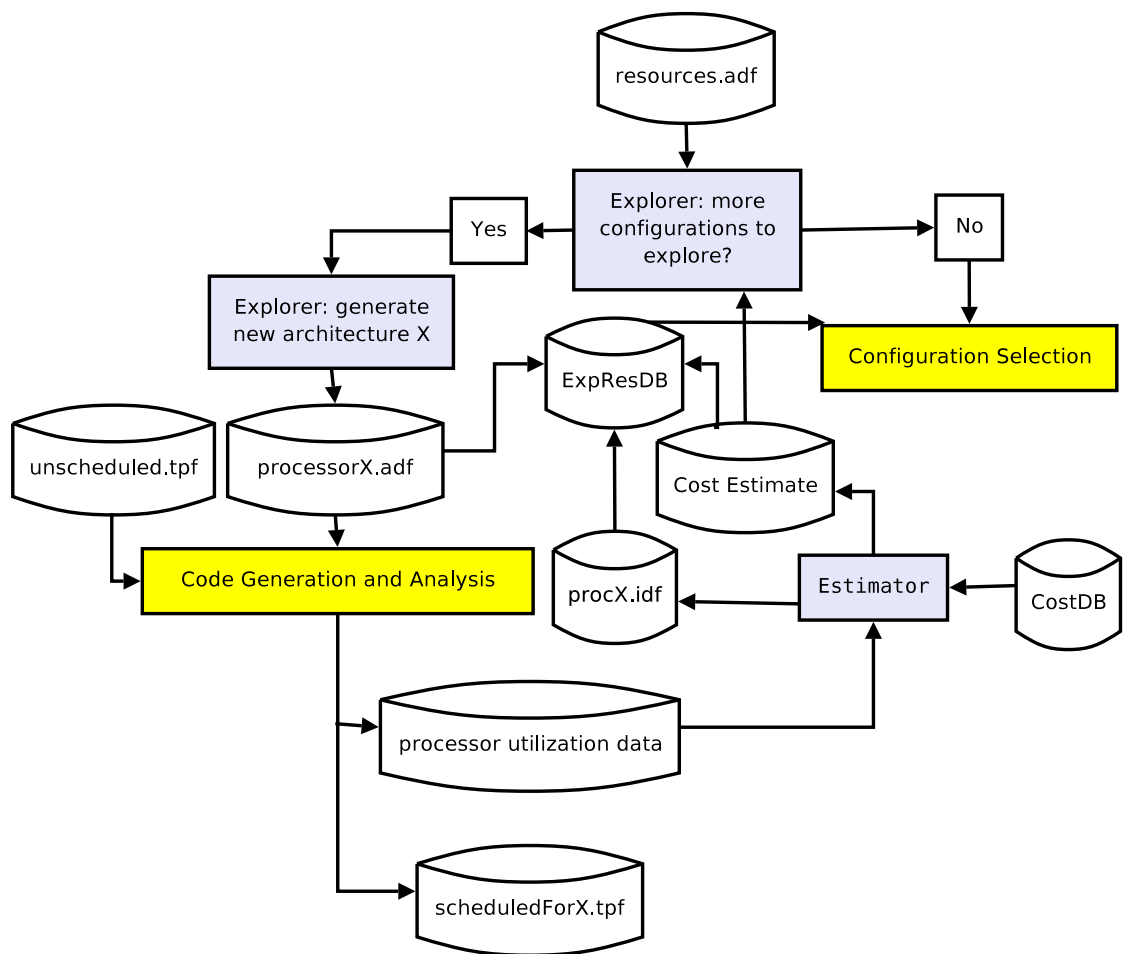 resources.adf
Explorer: more
configurations to
explore?
Yes
No
Explorer: generate
new architecture X
Configuration Selection
ExpResDB
unscheduled.tpf
processorX.adf
Cost Estimate
Code Generation and Analysis
procX.idf
Estimator
CostDB
processor utilization data
scheduledForX.tpf